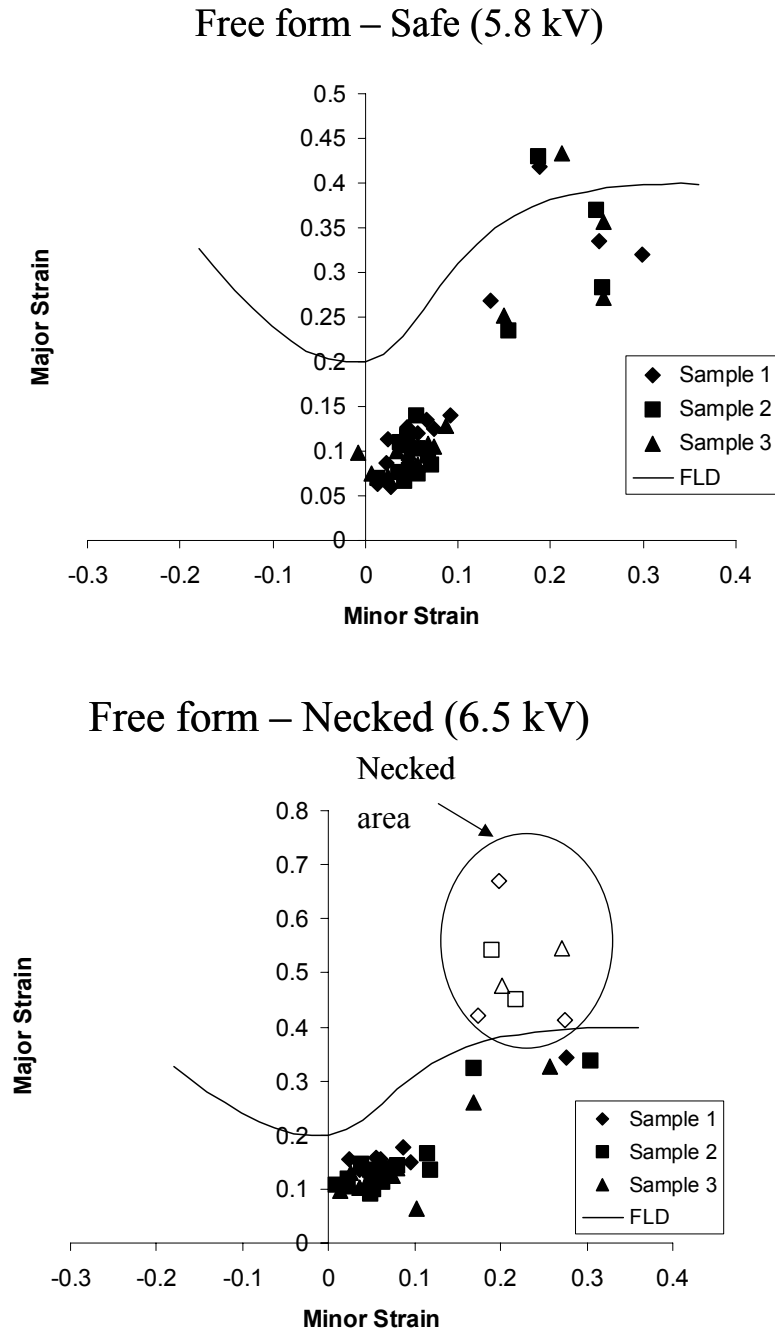 Free form – Safe (5.8 kV)
0.5
0.45
0.4
0.35
0.3
0.25
0.2
0.15
0.1
0.05
0
Major Strain
Sample 1
Sample 2
Sample 3
FLD
-0.3 -0.2 -0.1 0 0.1 0.2 0.3 0.4
Minor Strain
Free form – Necked (6.5 kV)
Necked
area
0.8
0.7
0.6
0.5
0.4
0.3
0.2
0.1
0
Major Strain
Sample 1
Sample 2
Sample 3
FLD
-0.3 -0.2 -0.1 0 0.1 0.2 0.3 0.4
Minor Strain